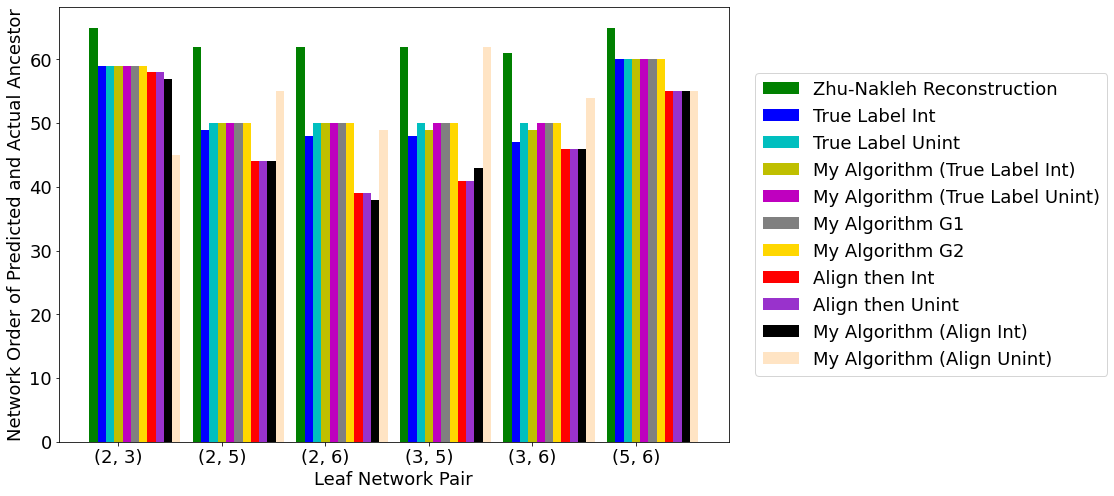 Network Order of Predicted and Actual Ancestor
60
50
40
30
20
10
0
(2, 3) (2, 5) (2, 6) (3, 5) (3, 6) (5, 6)
Leaf Network Pair
Zhu-Nakleh Reconstruction
True Label Int
True Label Unint
My Algorithm (True Label Int)
My Algorithm (True Label Unint)
My Algorithm G1
My Algorithm G2
Align then Int
Align then Unint
My Algorithm (Align Int)
My Algorithm (Align Unint)